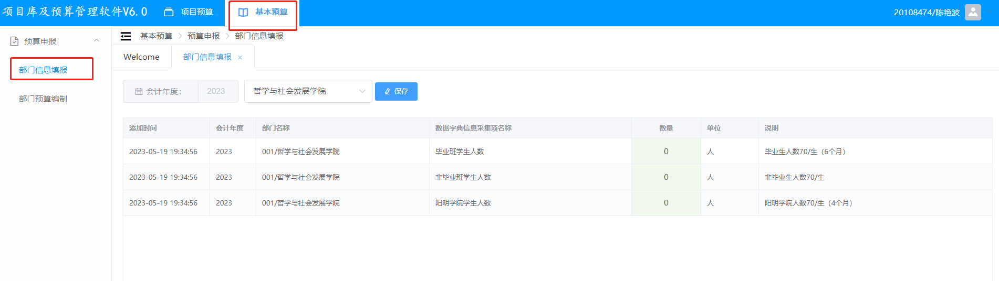 项目库及预算管理软件V6.0 项目预算 基本预算 20108474/陈艳波
预算申报
部门信息填报
部门预算编制
基本预算 > 预算申报 > 部门信息填报
Welcome 部门信息填报 ×
会计年度： 2023 哲学与社会发展学院 保存
添加时间 会计年度 部门名称 数据字典信息采集项名称 数量 单位 说明
2023-05-19 19:34:56 2023 001/哲学与社会发展学院 毕业班学生人数 0 人 毕业生人数70/生（6个月）
2023-05-19 19:34:56 2023 001/哲学与社会发展学院 非毕业班学生人数 0 人 非毕业生人数70/生
2023-05-19 19:34:56 2023 001/哲学与社会发展学院 阳明学院学生人数 0 人 阳明学院人数70/生（4个月）